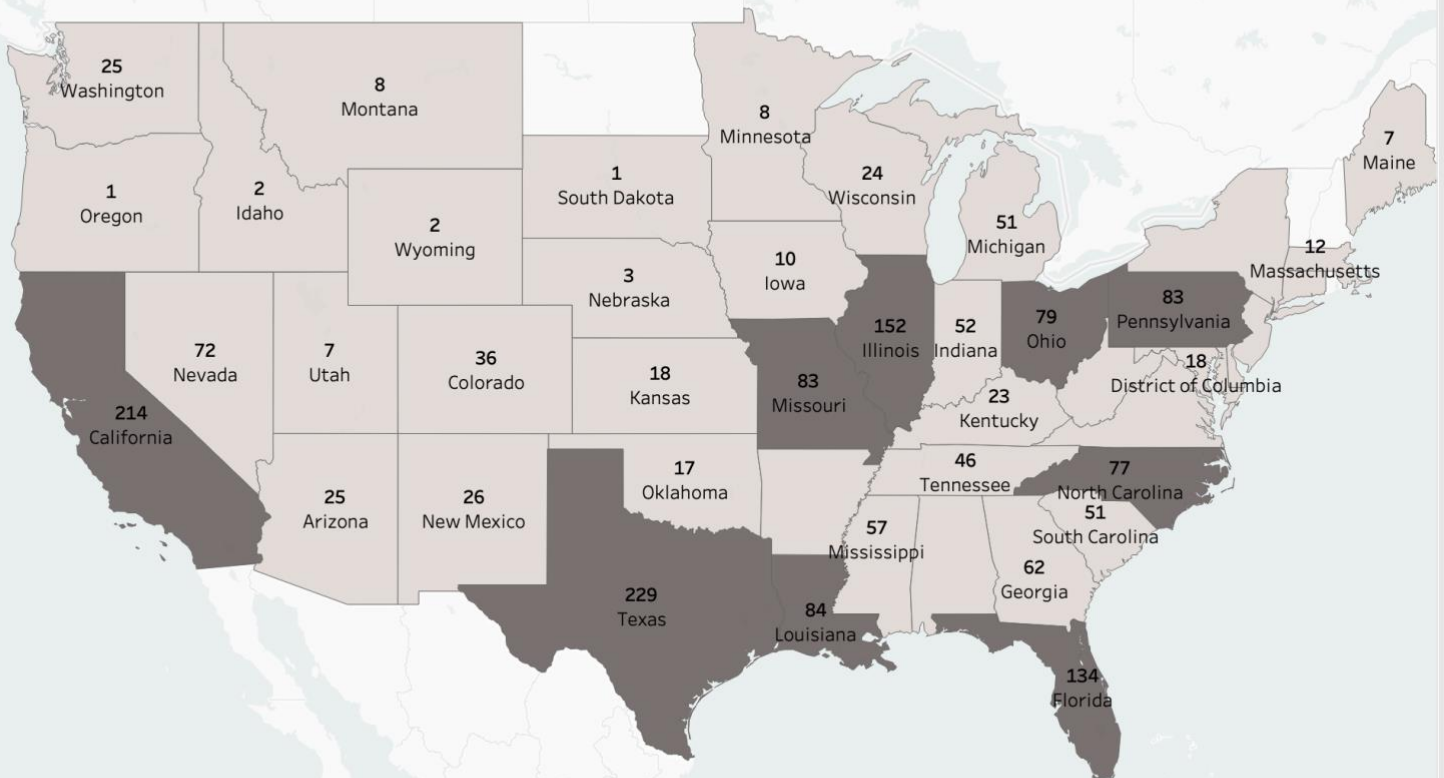 25
Washington
8
Montana
8
Minnesota
7
Maine
1
Oregon
2
Idaho
2
Wyoming
1
South Dakota
24
Wisconsin
51
Michigan
12
Massachusetts
3
Nebraska
10
Iowa
152
Illinois
52
Indiana
79
Ohio
83
Pennsylvania
72
Nevada
7
Utah
36
Colorado
18
Kansas
83
Missouri
23
Kentucky
18
District of Columbia
214
California
25
Arizona
26
New Mexico
17
Oklahoma
46
Tennessee
77
North Carolina
51
South Carolina
57
Mississippi
62
Georgia
229
Texas
84
Louisiana
134
Florida